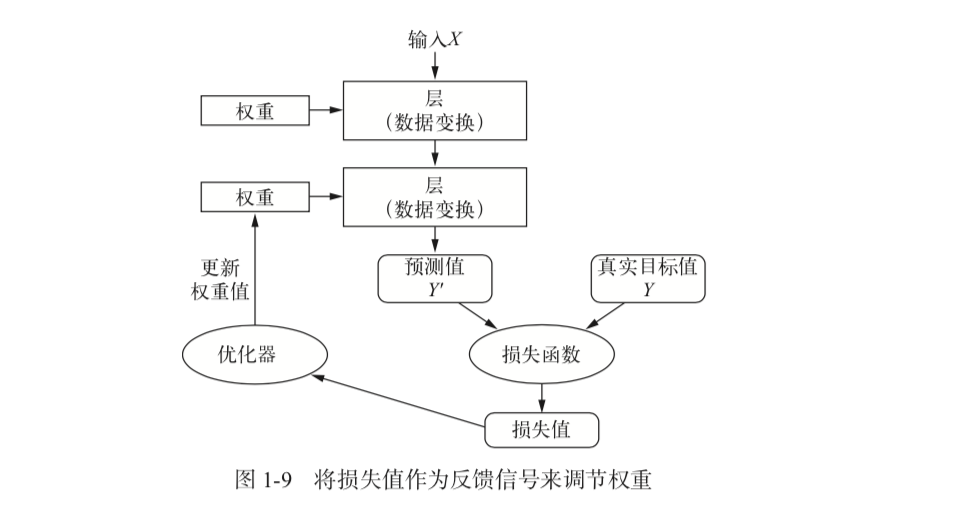 输入X
权重
层
（数据变换）
权重
层
（数据变换）
更新
权重值
预测值
Y'
真实目标值
Y
优化器
损失函数
损失值
图 1-9 将损失值作为反馈信号来调节权重